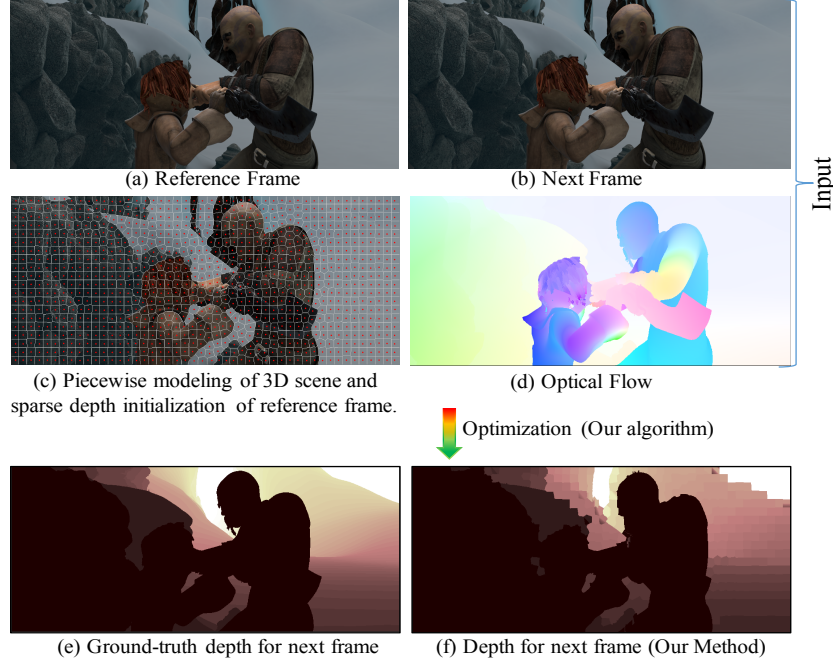 (a) Reference Frame
(b) Next Frame
Input
(c) Piecewise modeling of 3D scene and
sparse depth initialization of reference frame.
(d) Optical Flow
Optimization (Our algorithm)
(e) Ground-truth depth for next frame
(f) Depth for next frame (Our Method)